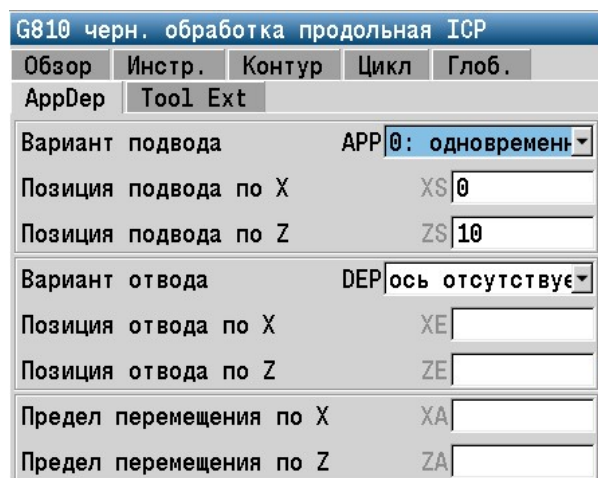 G810 черн. обработка продольная ICP
Обзор Инстр. Контур Цикл Глоб.
AppDep Tool Ext
Вариант подвода APP 0: одновременн
Позиция подвода по X XS 0
Позиция подвода по Z ZS 10
Вариант отвода DEP ось отсутствуе
Позиция отвода по X XE
Позиция отвода по Z ZE
Предел перемещения по X XA
Предел перемещения по Z ZA